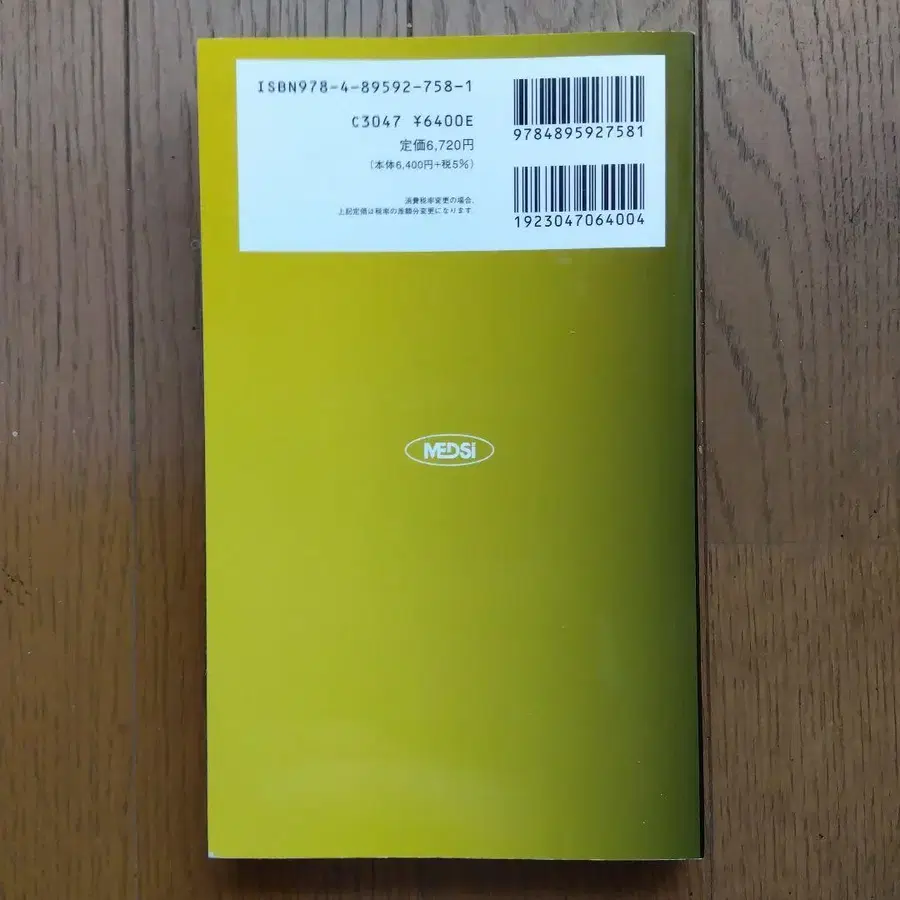 ISBN978-4-89592-758-1
C3047 ¥6400E
定価6,720円
(本体6,400円+税5%)
消費税率変更の場合,
上記定価は税率の差額分変更になります.
9784895927581
1923047064004
MEDSi